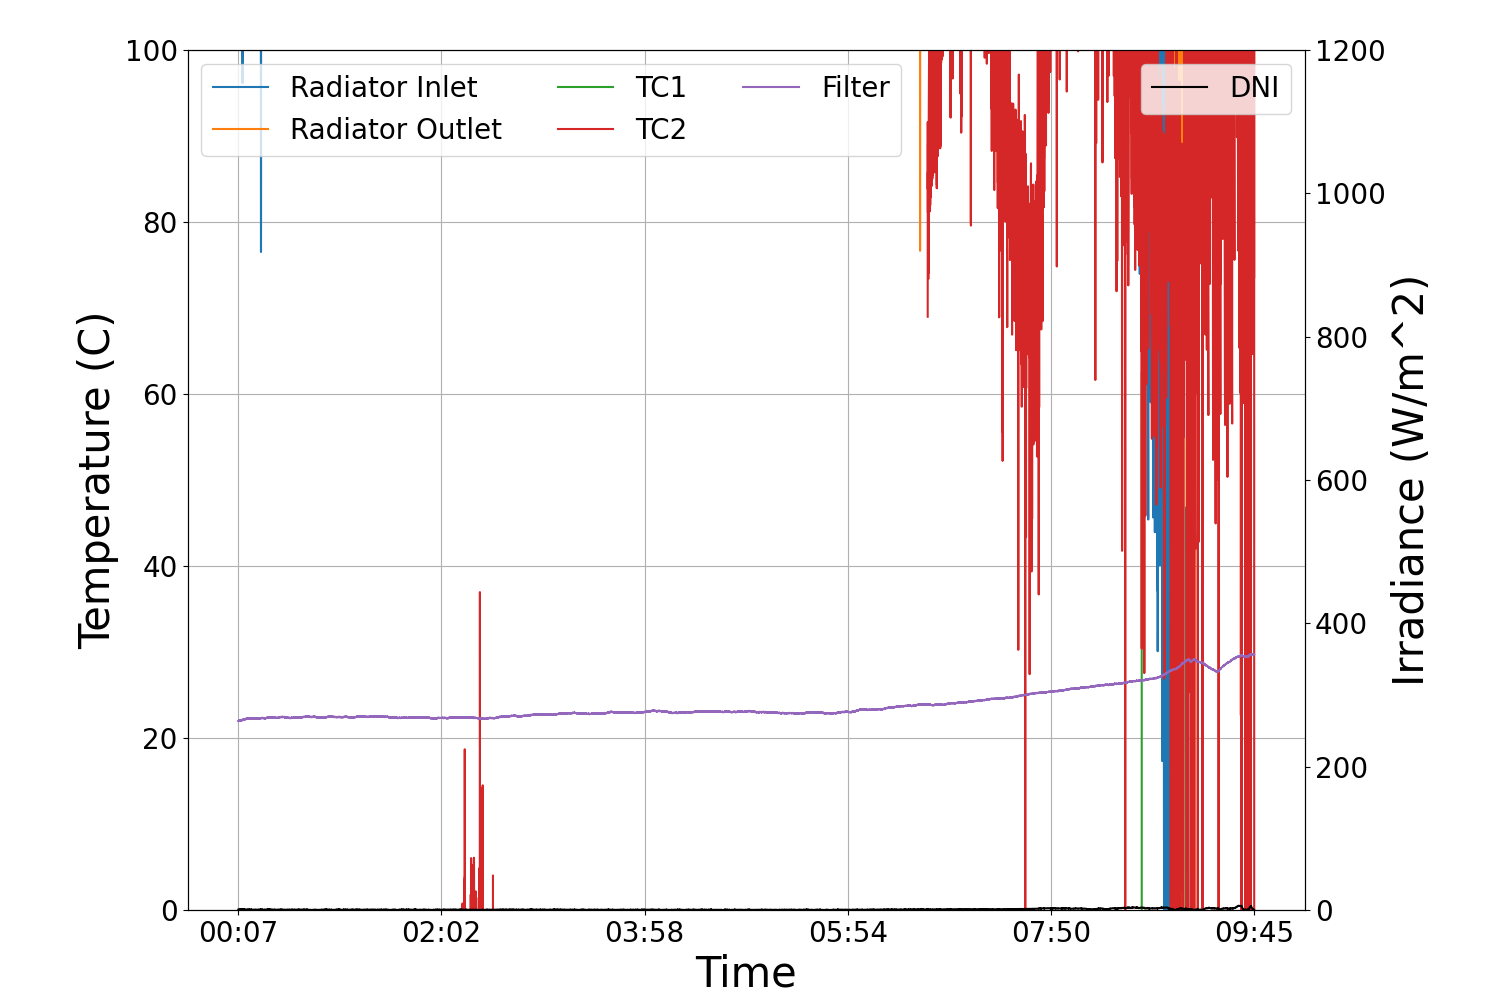 100
80
60
40
20
0
Temperature (C)
Radiator Inlet
Radiator Outlet
TC1
TC2
Filter
DNI
1200
1000
800
600
400
200
0
Irradiance (W/m^2)
00:07
02:02
03:58
05:54
07:50
09:45
Time